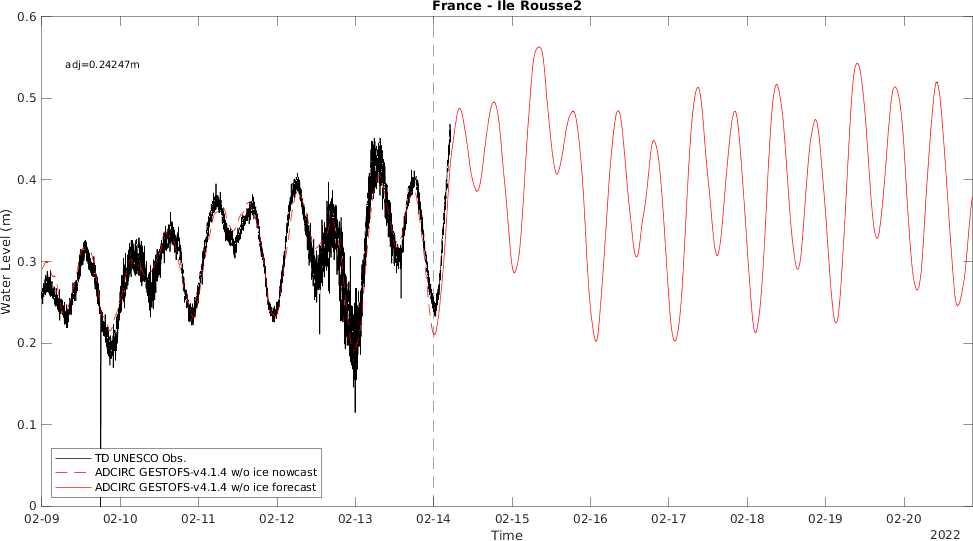 France - Ile Rousse2
adj=0.24247m
Water Level (m)
0.6
0.5
0.4
0.3
0.2
0.1
0
TD UNESCO Obs.
ADCIRC GESTOFS-v4.1.4 w/o ice nowcast
ADCIRC GESTOFS-v4.1.4 w/o ice forecast
02-09 02-10 02-11 02-12 02-13 02-14 02-15 02-16 02-17 02-18 02-19 02-20
Time
2022